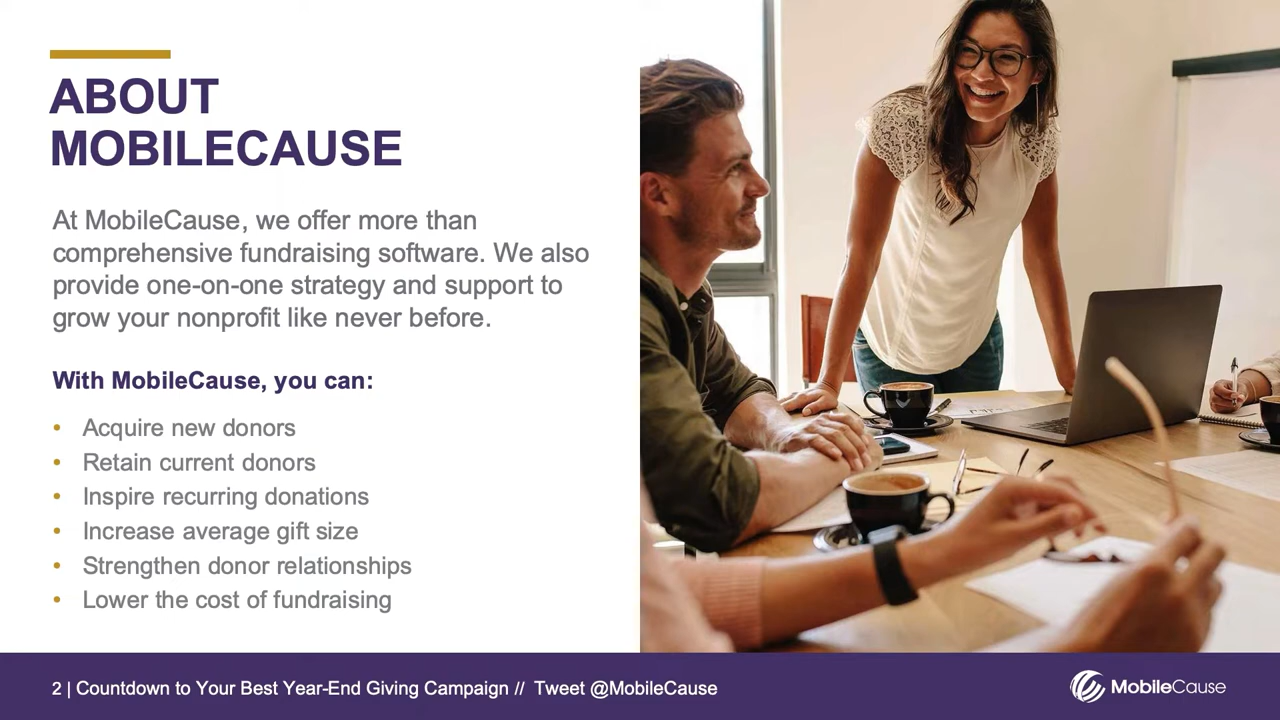 ABOUT
MOBILECAUSE
At MobileCause, we offer more than
comprehensive fundraising software. We also
provide one-on-one strategy and support to
grow your nonprofit like never before.
With MobileCause, you can:
• Acquire new donors
• Retain current donors
• Inspire recurring donations
• Increase average gift size
• Strengthen donor relationships
• Lower the cost of fundraising
2 | Countdown to Your Best Year-End Giving Campaign // Tweet @MobileCause
MobileCause